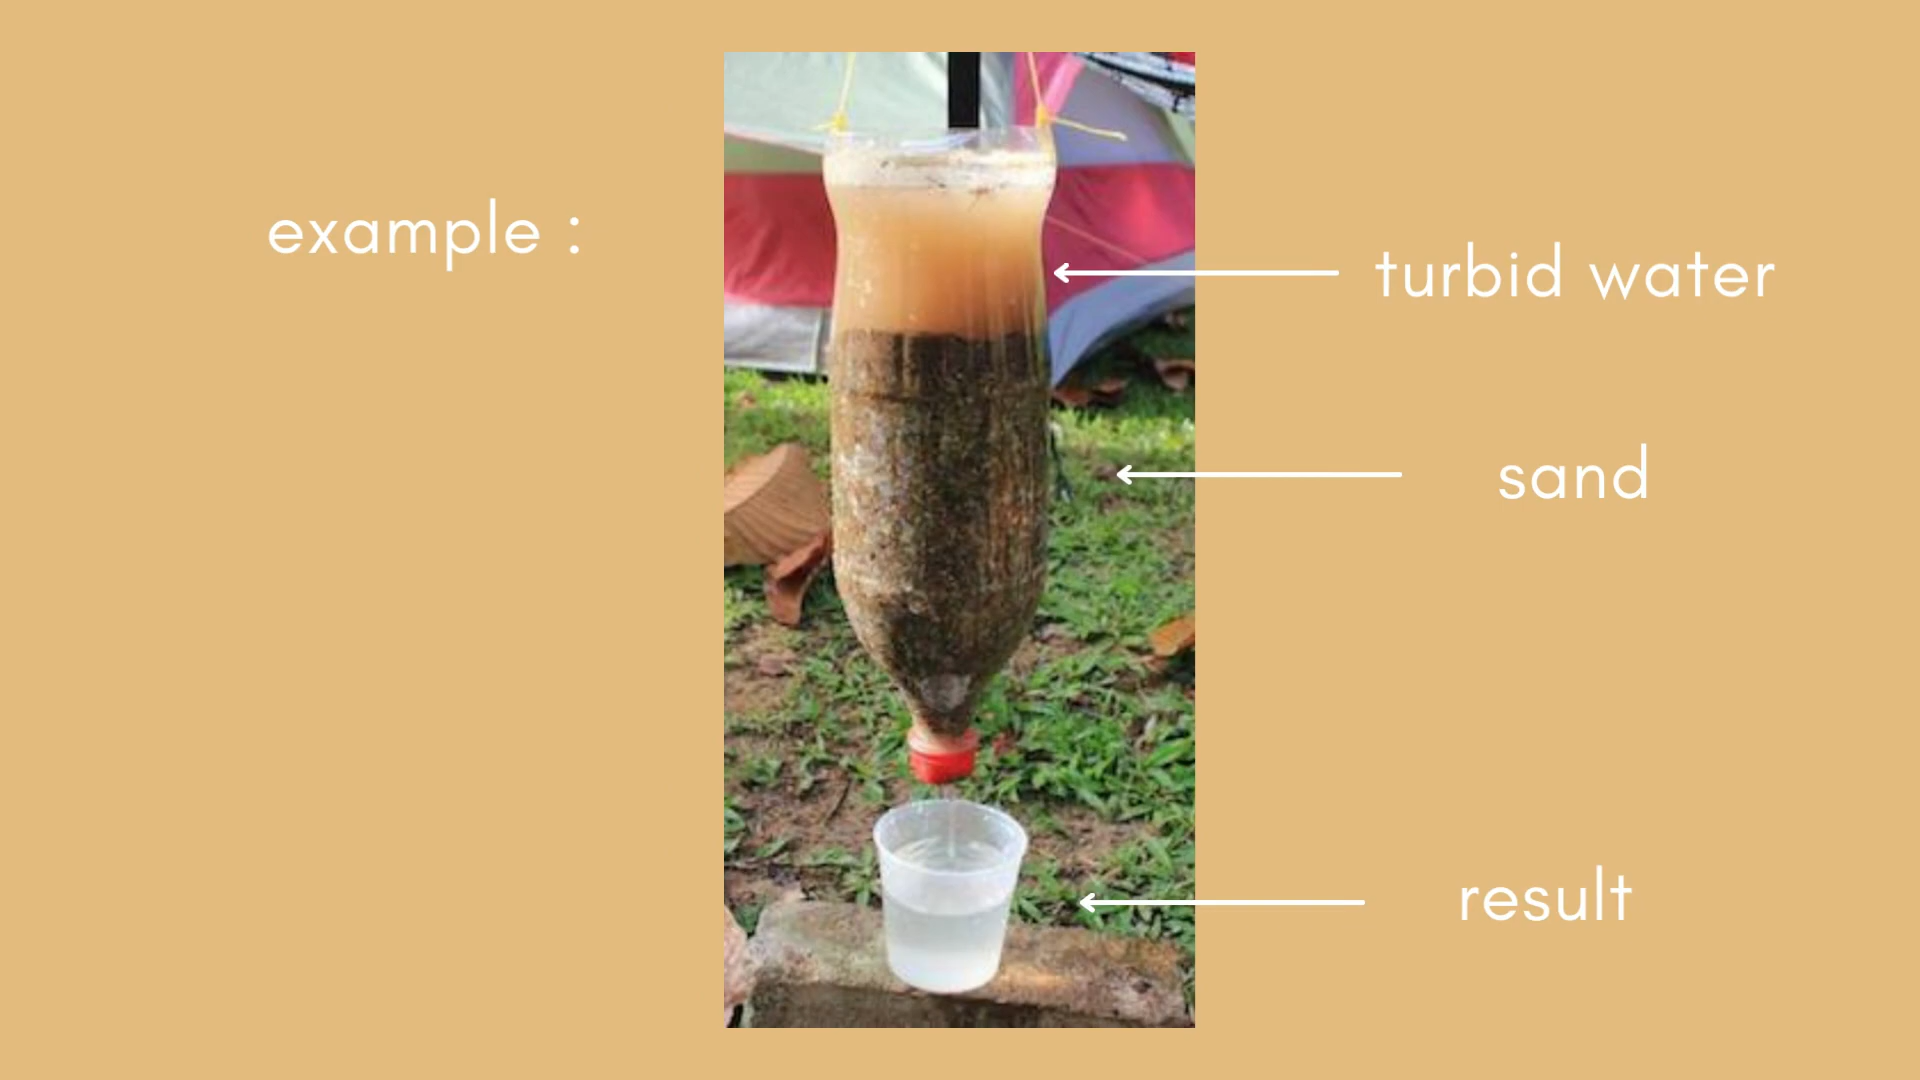 example :
turbid water
sand
result